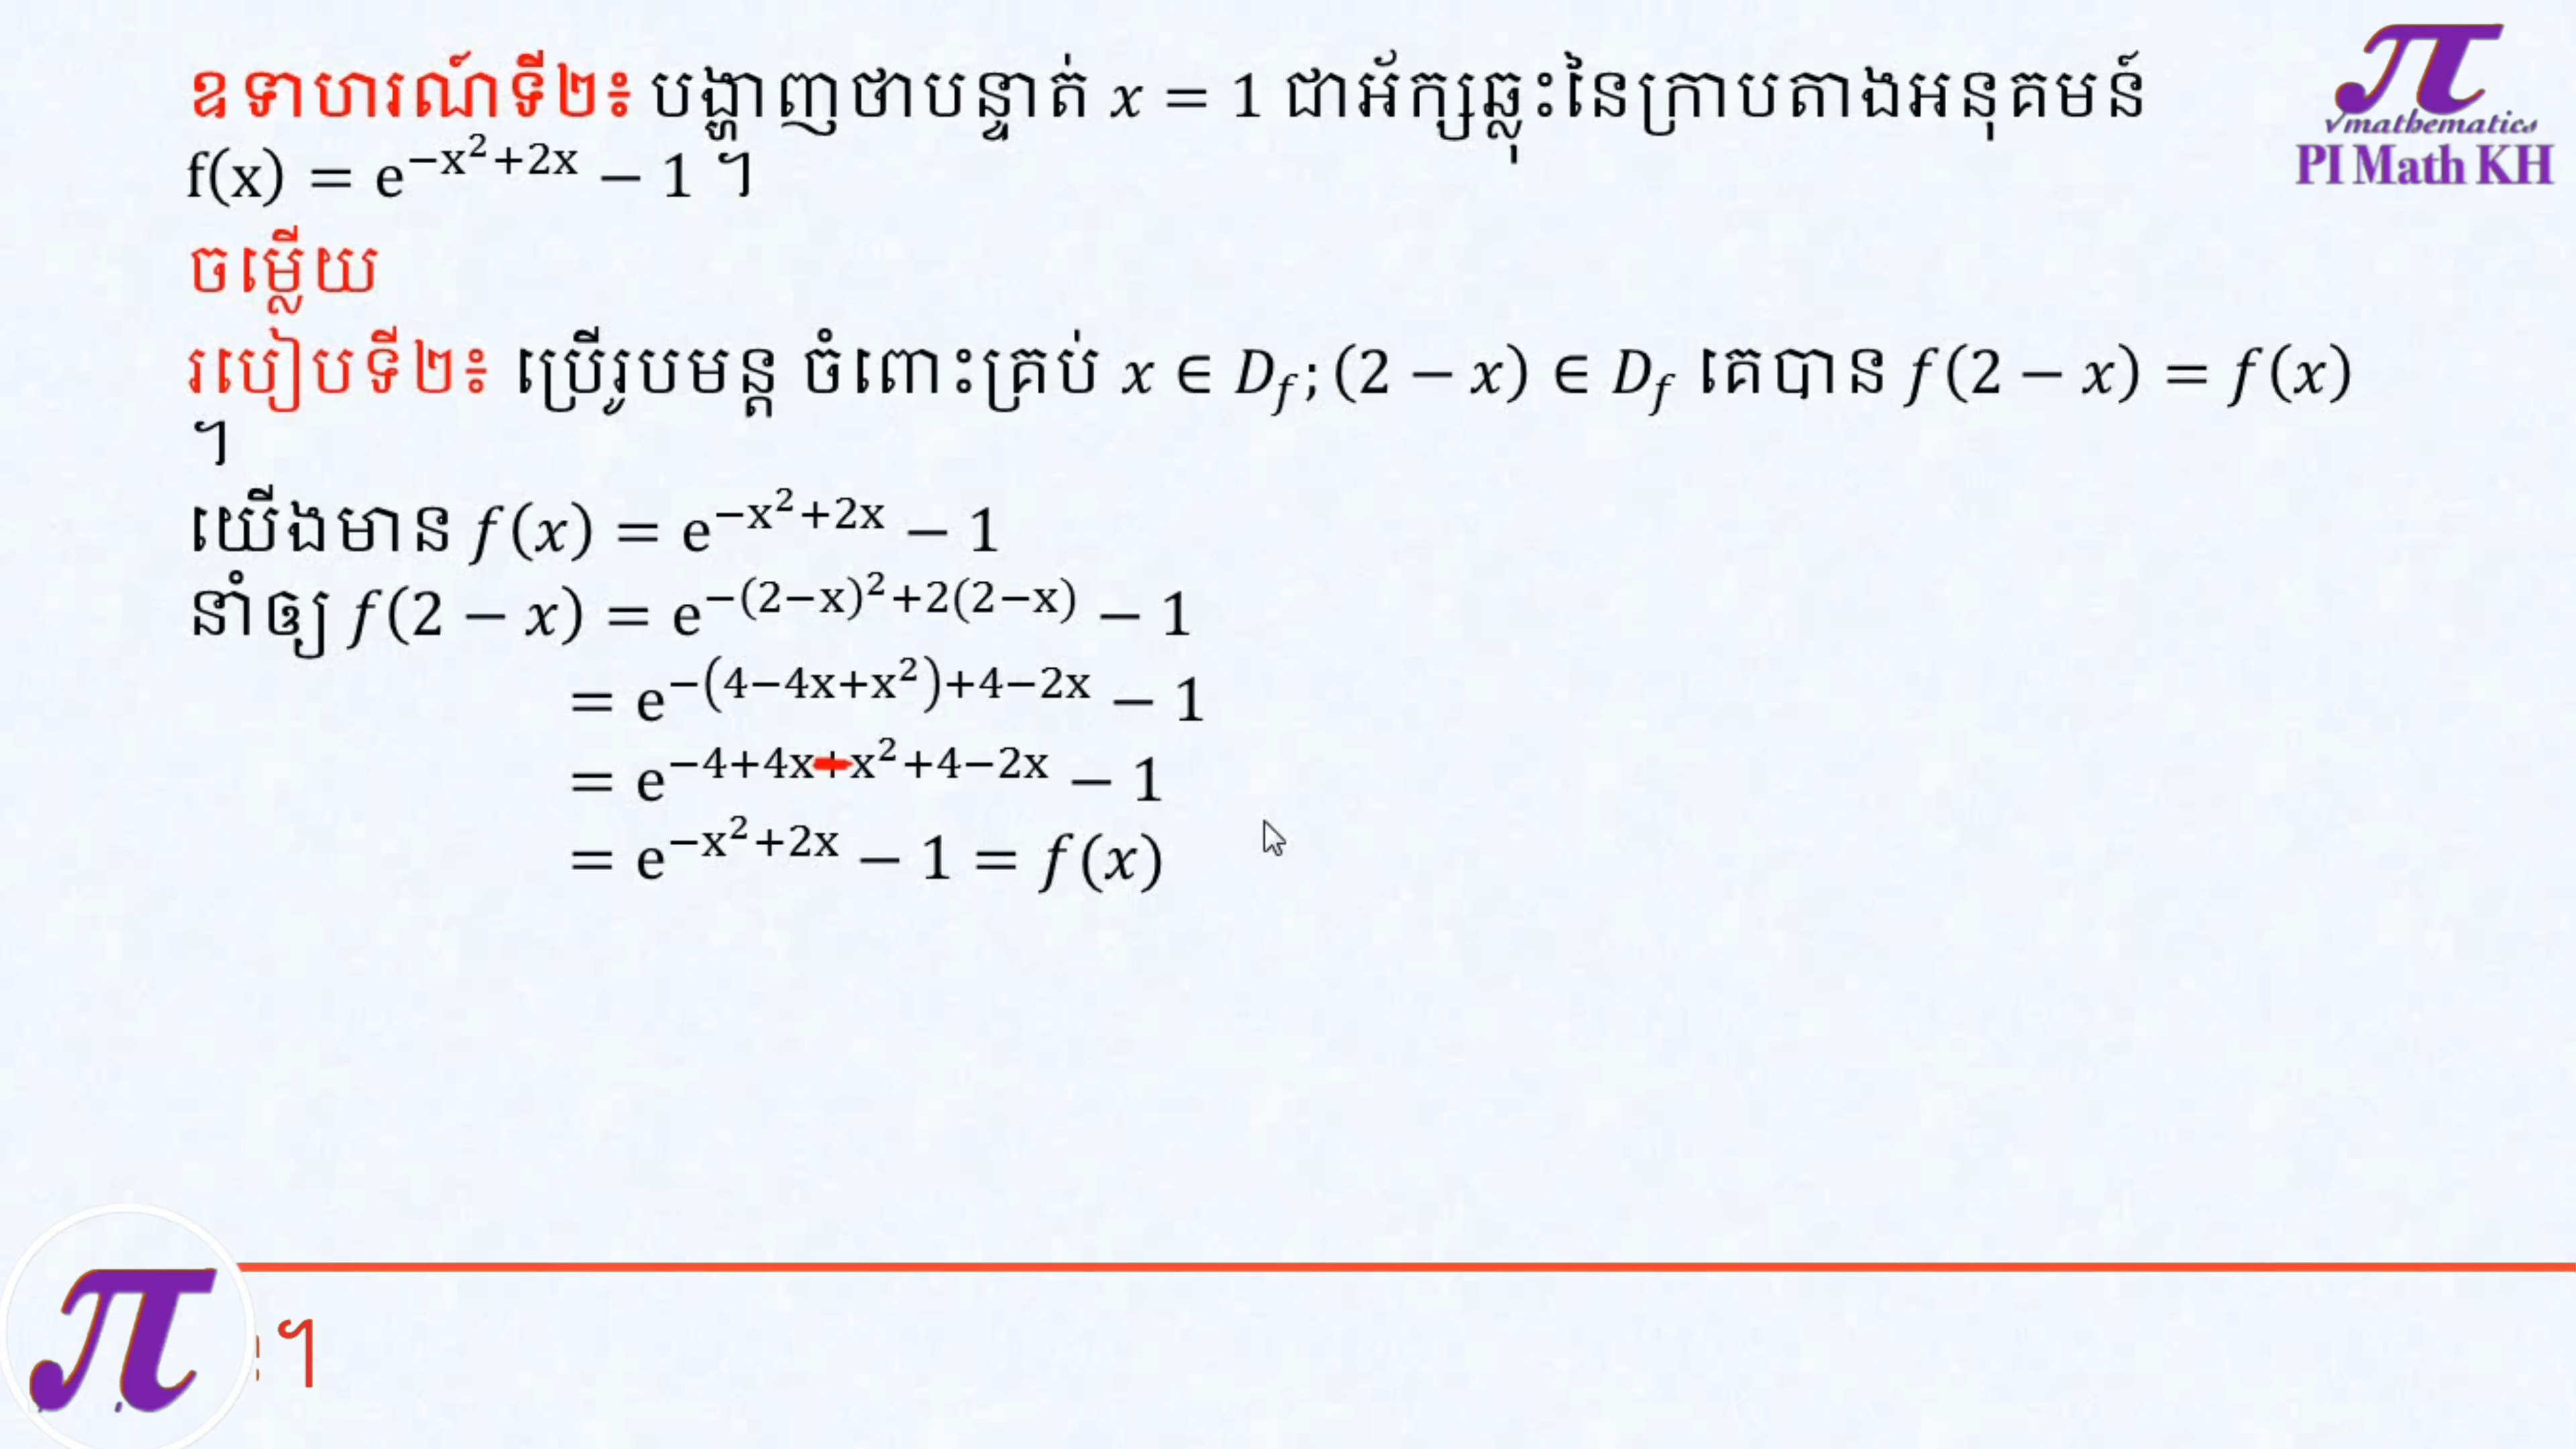 ឧទាហរណ៍ទី២៖ បង្ហាញថាបន្ទាត់ x = 1 ជាអ័ក្សឆ្លុះនៃក្រាបតាងអនុគមន៍
f(x) = e^{−x²+2x} − 1 ។
ចម្លើយ
របៀបទី២៖ ប្រើរូបមន្ត ចំពោះគ្រប់ x ∈ D_f; (2 − x) ∈ D_f គេបាន f(2 − x) = f(x)
។
យើងមាន f(x) = e^{−x²+2x} − 1
នាំឲ្យ f(2 − x) = e^{−(2−x)²+2(2−x)} − 1
= e^{−(4−4x+x²)+4−2x} − 1
= e^{−4+4x−x²+4−2x} − 1
= e^{−x²+2x} − 1 = f(x)
π
√mathematics
PI Math KH
π
។